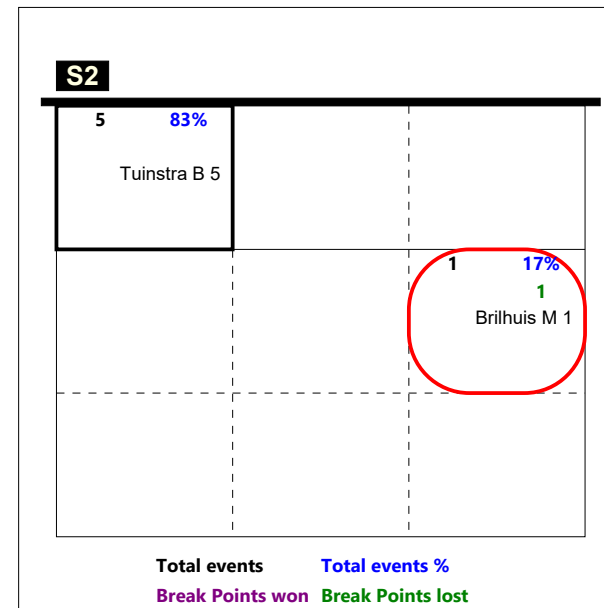 S2
5 83%
Tuinstra B 5
1 17%
1
Brilhuis M 1
Total events Total events %
Break Points won Break Points lost